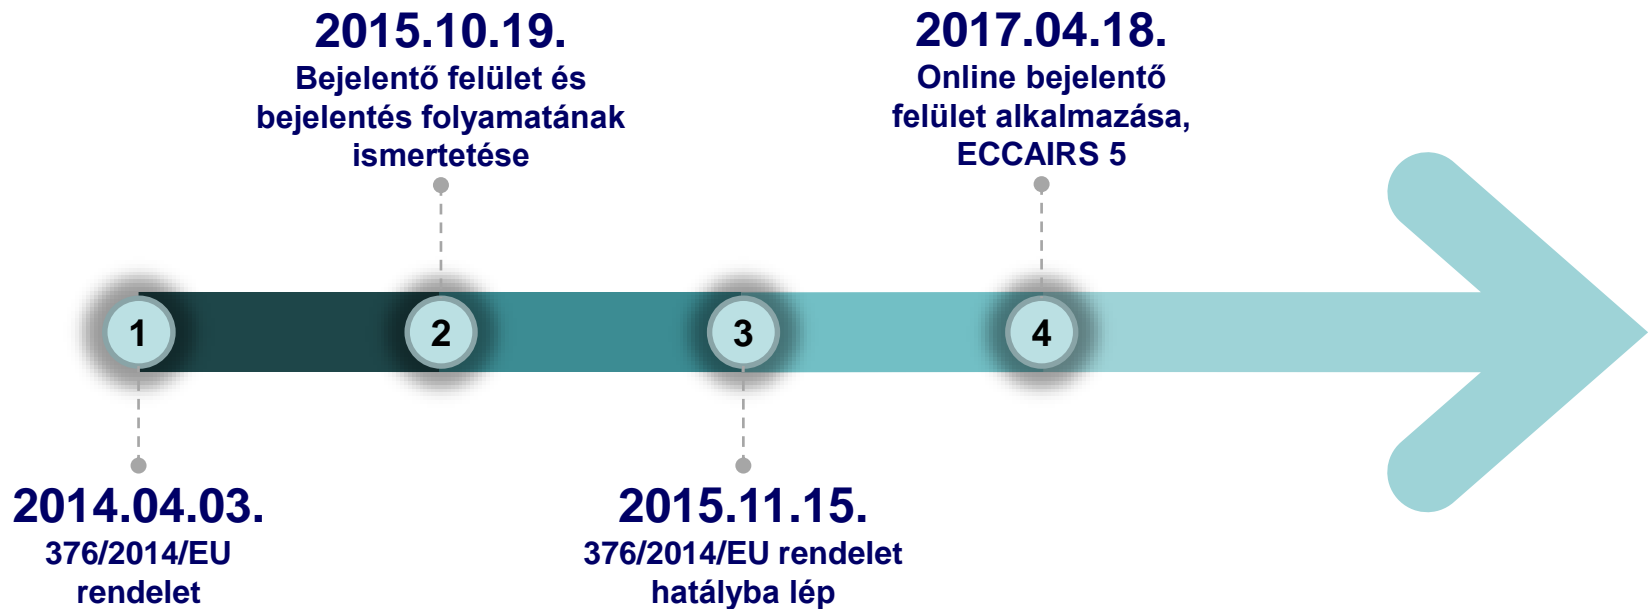 2015.10.19.
Bejelentő felület és
bejelentés folyamatának
ismertetése
2017.04.18.
Online bejelentő
felület alkalmazása,
ECCAIRS 5
1
2
3
4
2014.04.03.
376/2014/EU
rendelet
2015.11.15.
376/2014/EU rendelet
hatályba lép